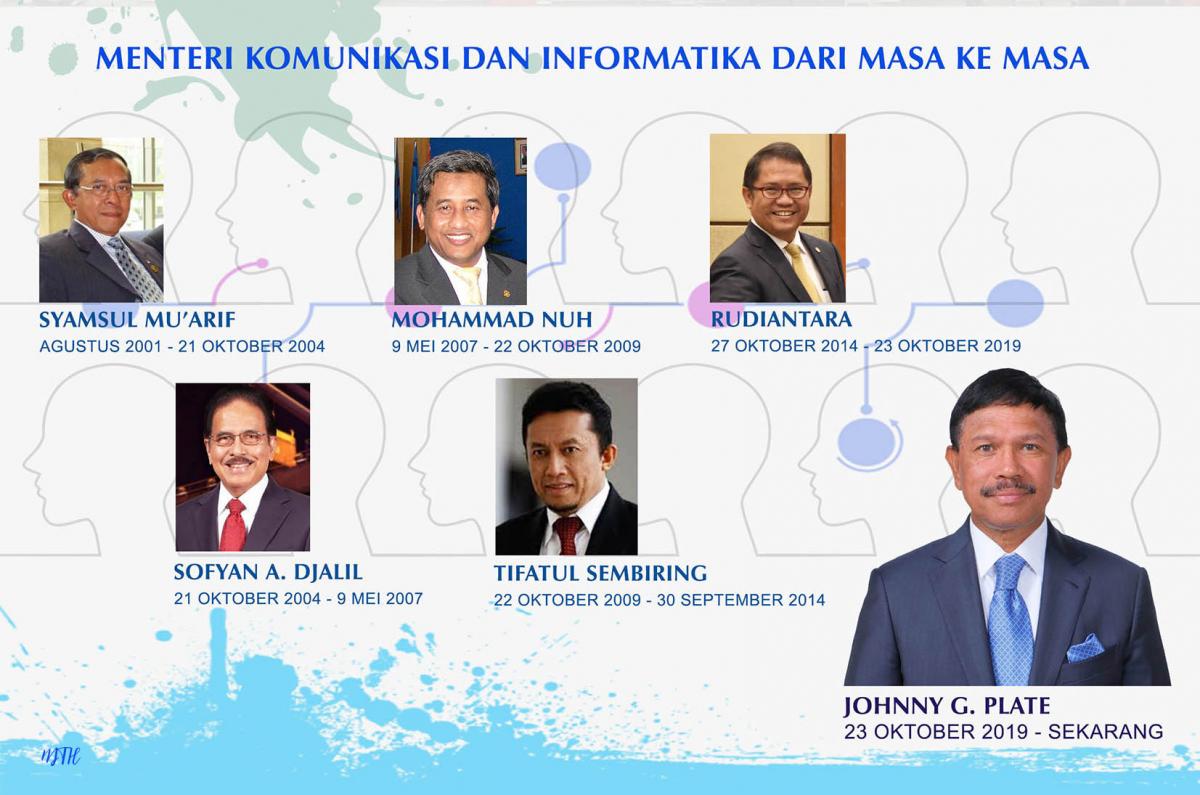 MENTERI KOMUNIKASI DAN INFORMATIKA DARI MASA KE MASA
SYAMSUL MU'ARIF
AGUSTUS 2001 - 21 OKTOBER 2004
MOHAMMAD NUH
9 MEI 2007 - 22 OKTOBER 2009
RUDIANTARA
27 OKTOBER 2014 - 23 OKTOBER 2019
SOFYAN A. DJALIL
21 OKTOBER 2004 - 9 MEI 2007
TIFATUL SEMBIRING
22 OKTOBER 2009 - 30 SEPTEMBER 2014
JOHNNY G. PLATE
23 OKTOBER 2019 - SEKARANG